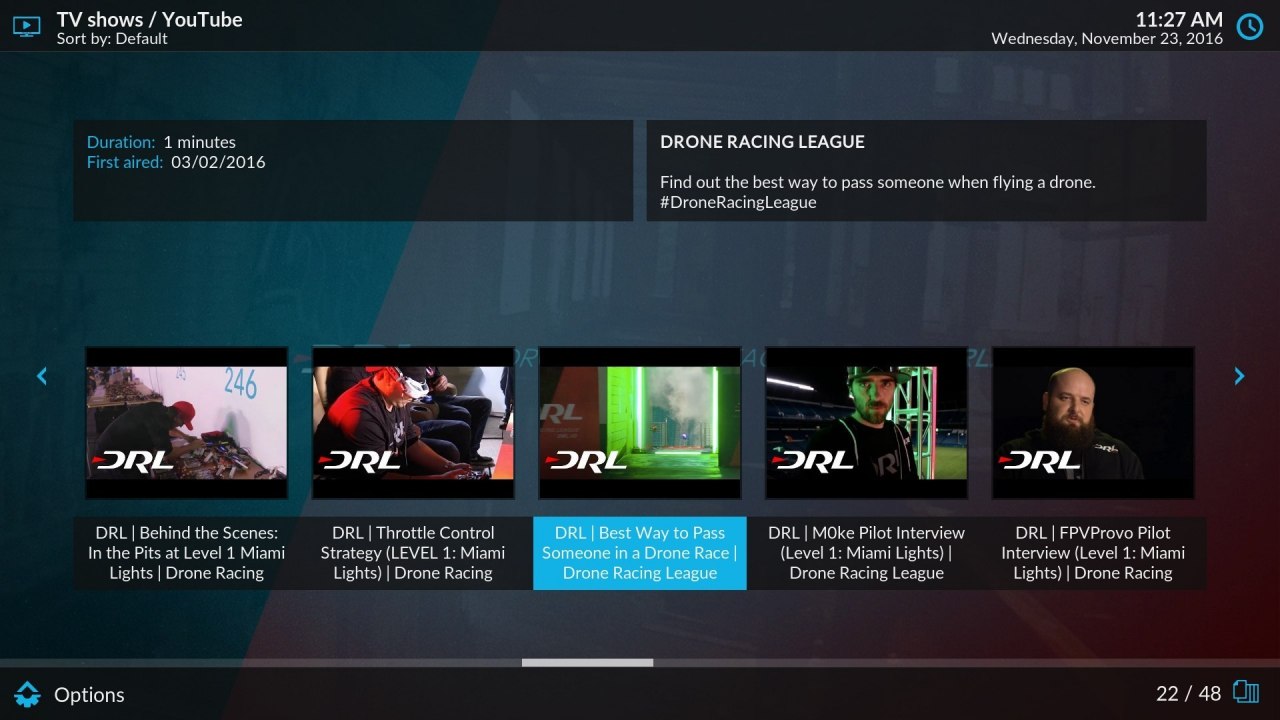 TV shows / YouTube
Sort by: Default
11:27 AM
Wednesday, November 23, 2016
Duration: 1 minutes
First aired: 03/02/2016
DRONE RACING LEAGUE
Find out the best way to pass someone when flying a drone.
#DroneRacingLeague
245
246
DRL
DRL
DRL
DRL
DRL
DRL | Behind the Scenes:
In the Pits at Level 1 Miami
Lights | Drone Racing
DRL | Throttle Control
Strategy (LEVEL 1: Miami
Lights) | Drone Racing
DRL | Best Way to Pass
Someone in a Drone Race |
Drone Racing League
DRL | M0ke Pilot Interview
(Level 1: Miami Lights) |
Drone Racing League
DRL | FPVProvo Pilot
Interview (Level 1: Miami
Lights) | Drone Racing
Options
22 / 48